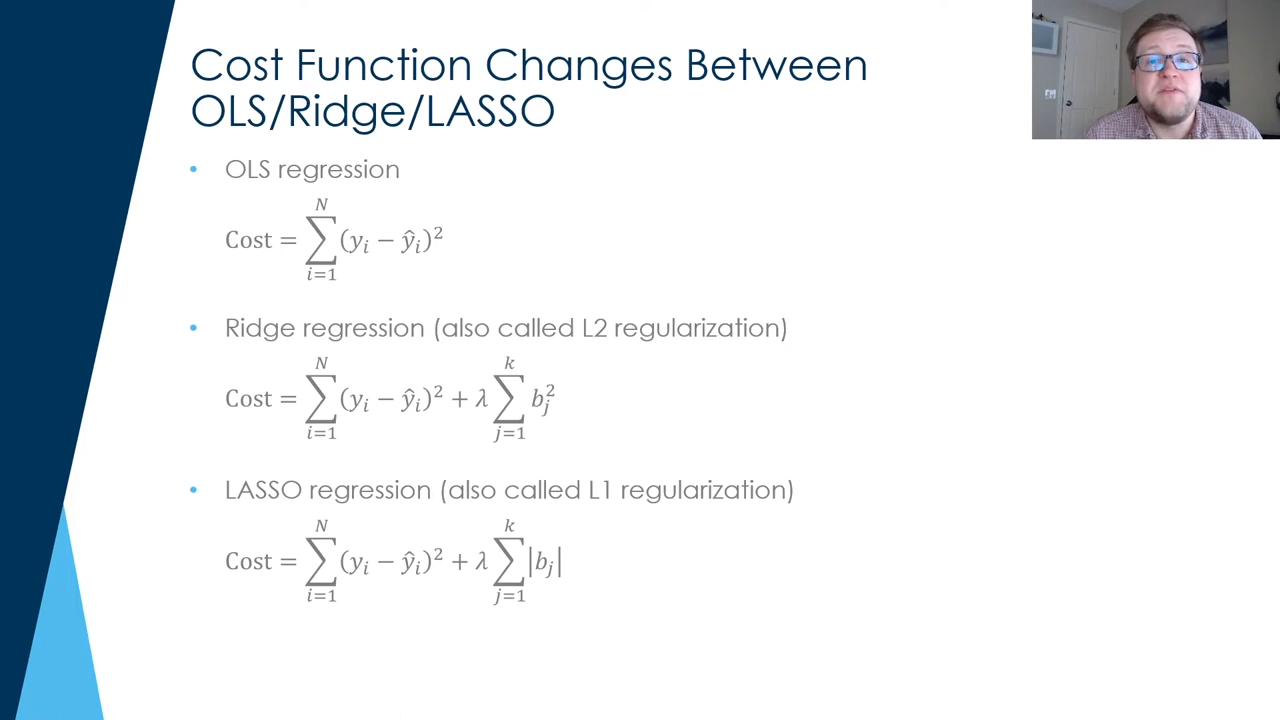 Cost Function Changes Between
OLS/Ridge/LASSO
• OLS regression
Cost = ∑_{i=1}^{N} (y_i − ŷ_i)^2
• Ridge regression (also called L2 regularization)
Cost = ∑_{i=1}^{N} (y_i − ŷ_i)^2 + λ ∑_{j=1}^{k} b_j^2
• LASSO regression (also called L1 regularization)
Cost = ∑_{i=1}^{N} (y_i − ŷ_i)^2 + λ ∑_{j=1}^{k} |b_j|